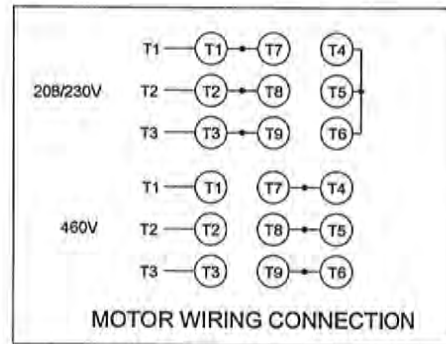 T1 T1 T7 T4
208/230V T2 T2 T8 T5
T3 T3 T9 T6
T1 T1 T7 T4
460V T2 T2 T8 T5
T3 T3 T9 T6
MOTOR WIRING CONNECTION